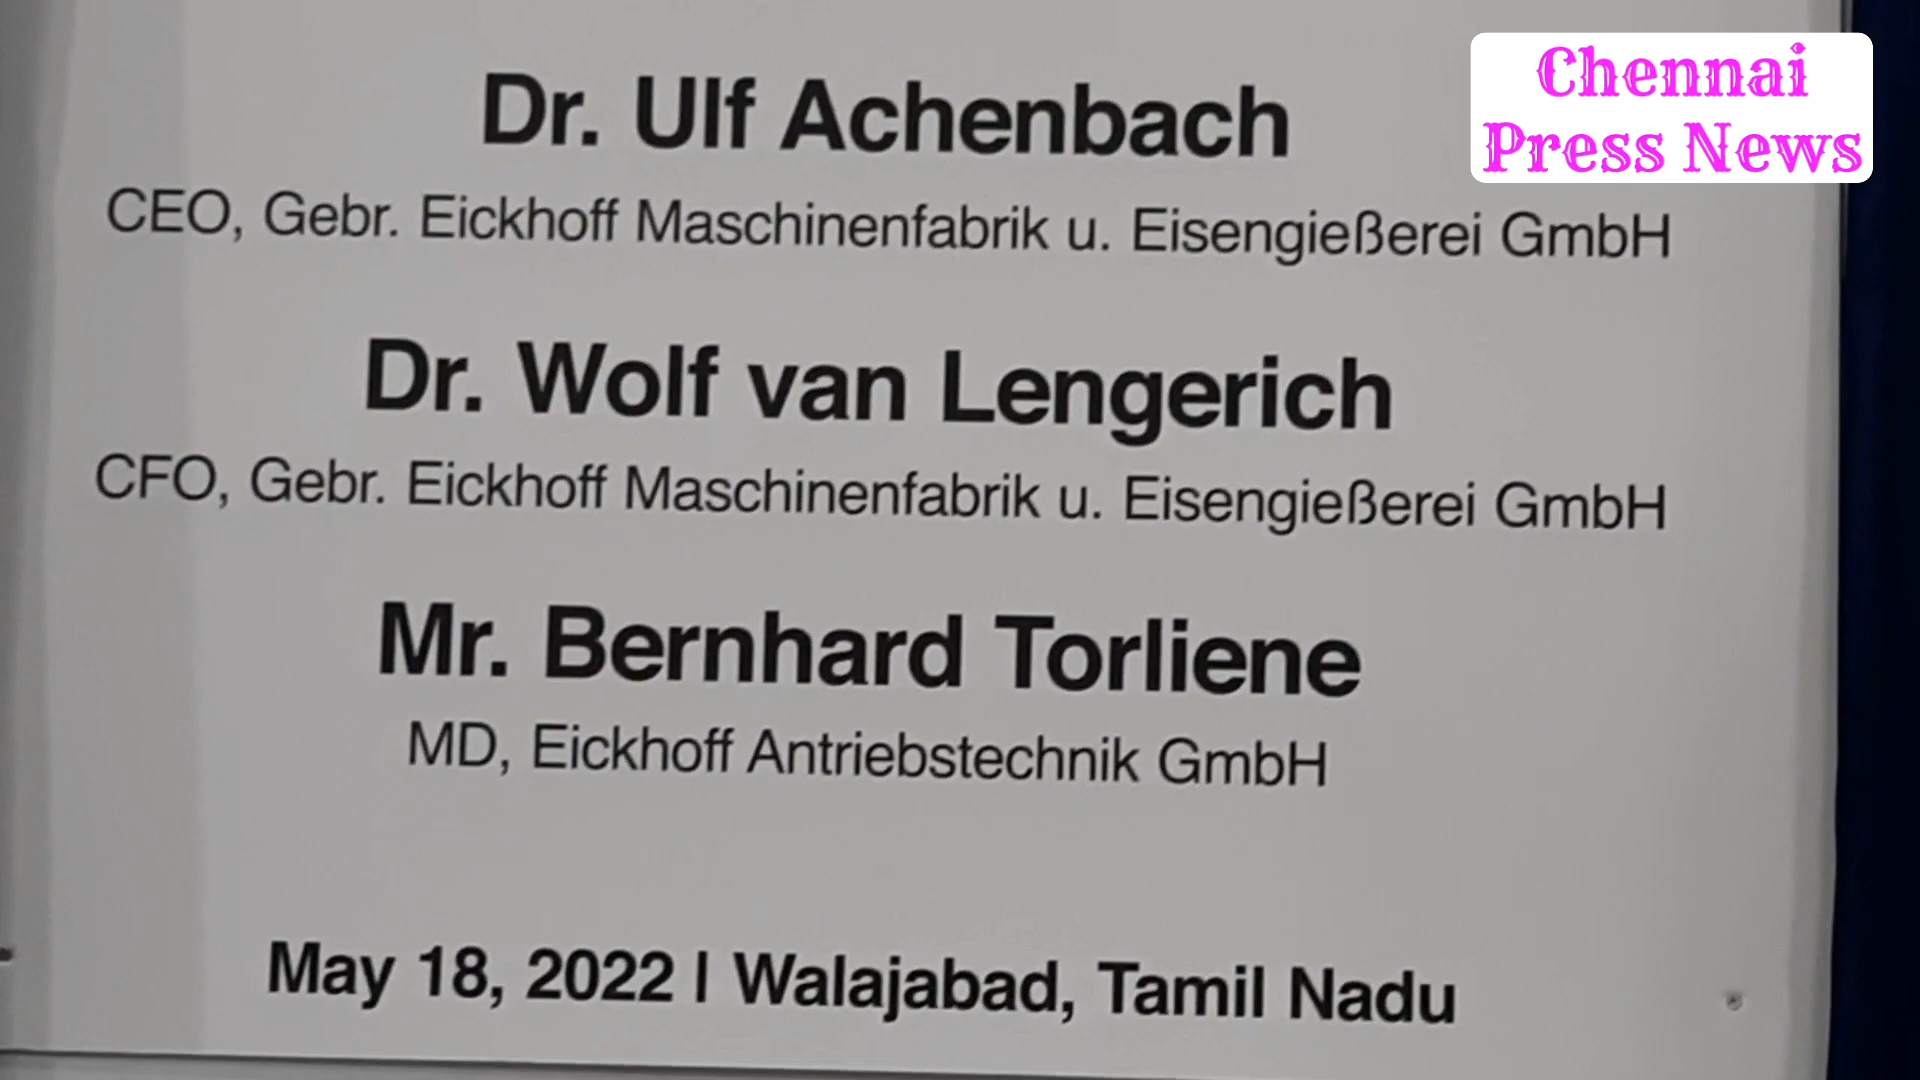 Chennai
Press News
Dr. Ulf Achenbach
CEO, Gebr. Eickhoff Maschinenfabrik u. Eisengießerei GmbH
Dr. Wolf van Lengerich
CFO, Gebr. Eickhoff Maschinenfabrik u. Eisengießerei GmbH
Mr. Bernhard Torliene
MD, Eickhoff Antriebstechnik GmbH
May 18, 2022 | Walajabad, Tamil Nadu